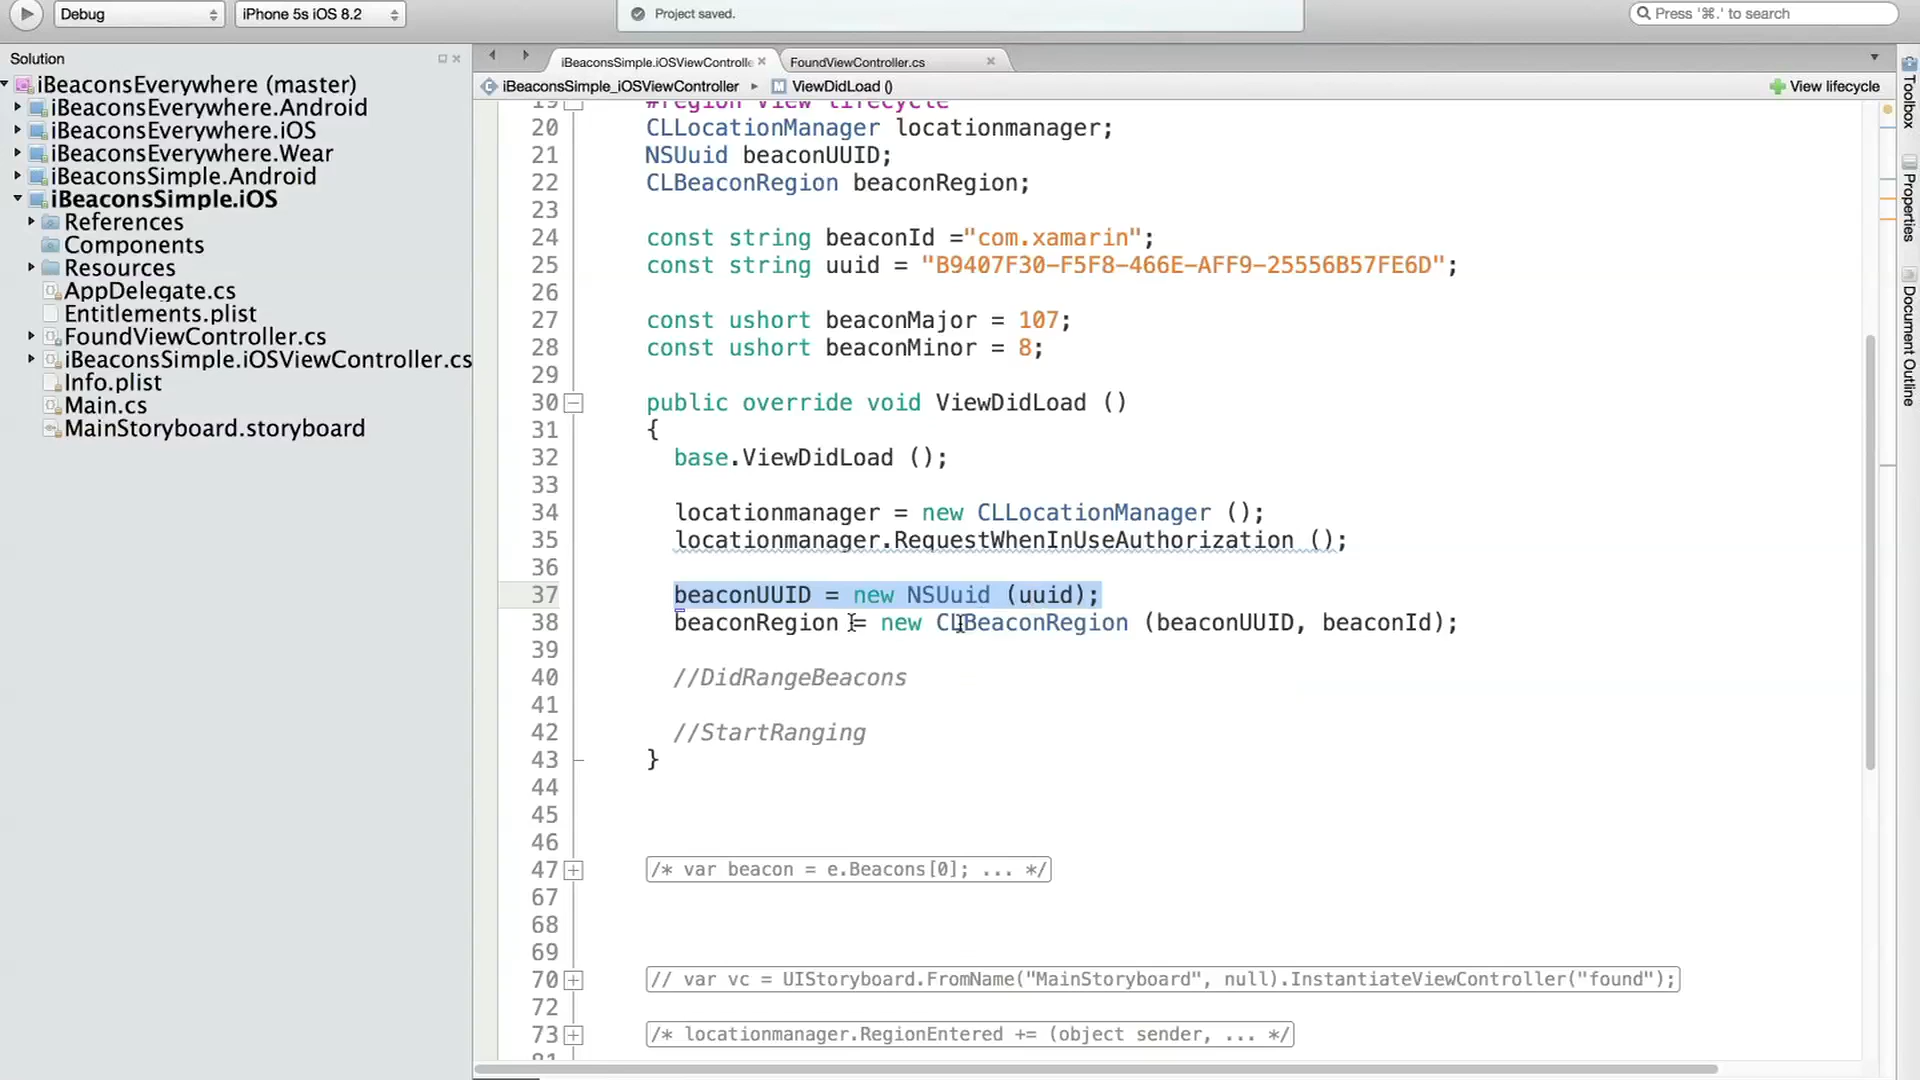 Debug
iPhone 5s iOS 8.2
Project saved.
Press '⌘.' to search
Solution
iBeaconsSimple.iOSViewControlle
FoundViewController.cs
iBeaconsSimple_iOSViewController
ViewDidLoad ()
View lifecycle
iBeaconsEverywhere (master)
iBeaconsEverywhere.Android
iBeaconsEverywhere.iOS
iBeaconsEverywhere.Wear
iBeaconsSimple.Android
iBeaconsSimple.iOS
References
Components
Resources
AppDelegate.cs
Entitlements.plist
FoundViewController.cs
iBeaconsSimple.iOSViewController.cs
Info.plist
Main.cs
MainStoryboard.storyboard
19 #region View lifecycle
20 CLLocationManager locationmanager;
21 NSUuid beaconUUID;
22 CLBeaconRegion beaconRegion;
23
24 const string beaconId ="com.xamarin";
25 const string uuid = "B9407F30-F5F8-466E-AFF9-25556B57FE6D";
26
27 const ushort beaconMajor = 107;
28 const ushort beaconMinor = 8;
29
30 public override void ViewDidLoad ()
31 {
32 base.ViewDidLoad ();
33
34 locationmanager = new CLLocationManager ();
35 locationmanager.RequestWhenInUseAuthorization ();
36
37 beaconUUID = new NSUuid (uuid);
38 beaconRegion = new CLBeaconRegion (beaconUUID, beaconId);
39
40 //DidRangeBeacons
41
42 //StartRanging
43 }
44
45
46
47 /* var beacon = e.Beacons[0]; ... */
67
68
69
70 // var vc = UIStoryboard.FromName("MainStoryboard", null).InstantiateViewController("found");
72
73 /* locationmanager.RegionEntered += (object sender, ... */
81
Toolbox
Properties
Document Outline